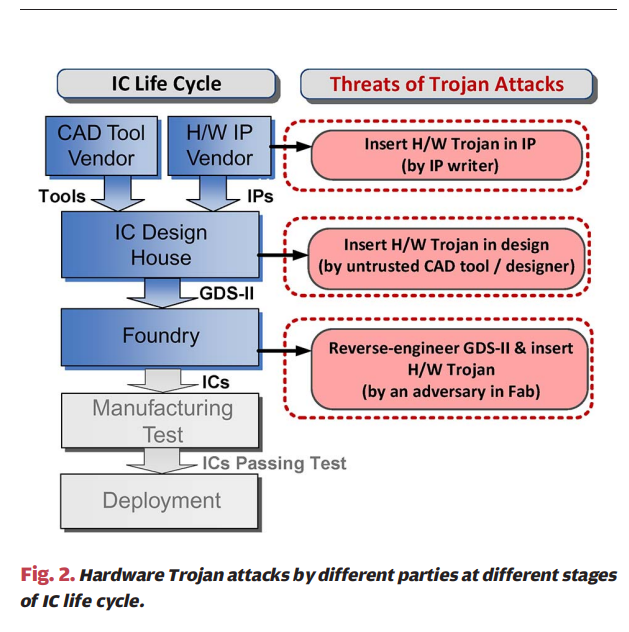 IC Life Cycle
Threats of Trojan Attacks
CAD Tool
Vendor
H/W IP
Vendor
Insert H/W Trojan in IP
(by IP writer)
Tools
IPs
IC Design
House
Insert H/W Trojan in design
(by untrusted CAD tool / designer)
GDS-II
Foundry
Reverse-engineer GDS-II & insert
H/W Trojan
(by an adversary in Fab)
ICs
Manufacturing
Test
ICs Passing Test
Deployment
Fig. 2. Hardware Trojan attacks by different parties at different stages
of IC life cycle.